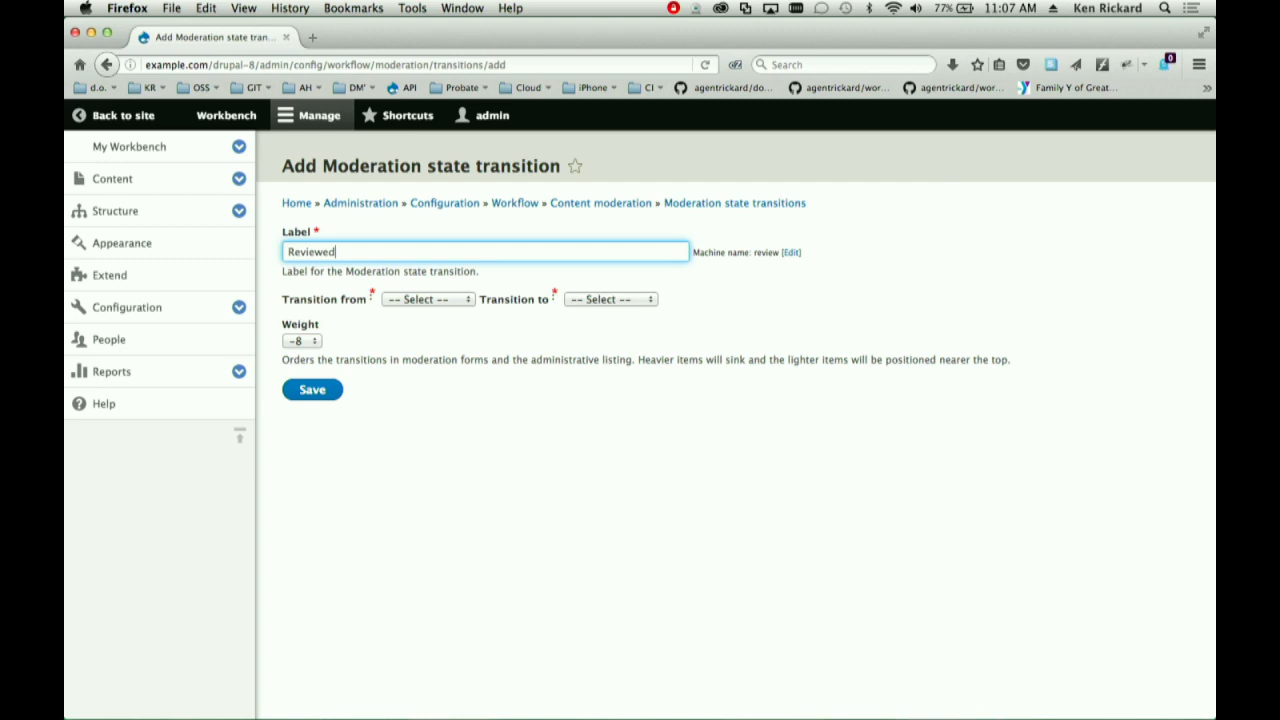 Firefox File Edit View History Bookmarks Tools Window Help 77% 11:07 AM Ken Rickard
Add Moderation state tran...
example.com/drupal-8/admin/config/workflow/moderation/transitions/add Search 0
d.o. KR OSS GIT AH DM' API Probate Cloud iPhone CI agentrickard/do... agentrickard/wor... agentrickard/wor... Family Y of Great...
Back to site Workbench Manage Shortcuts admin
My Workbench
Content
Structure
Appearance
Extend
Configuration
People
Reports
Help
Add Moderation state transition
Home » Administration » Configuration » Workflow » Content moderation » Moderation state transitions
Label *
Reviewed Machine name: review [Edit]
Label for the Moderation state transition.
Transition from * : -- Select -- Transition to * : -- Select --
Weight
-8
Orders the transitions in moderation forms and the administrative listing. Heavier items will sink and the lighter items will be positioned nearer the top.
Save